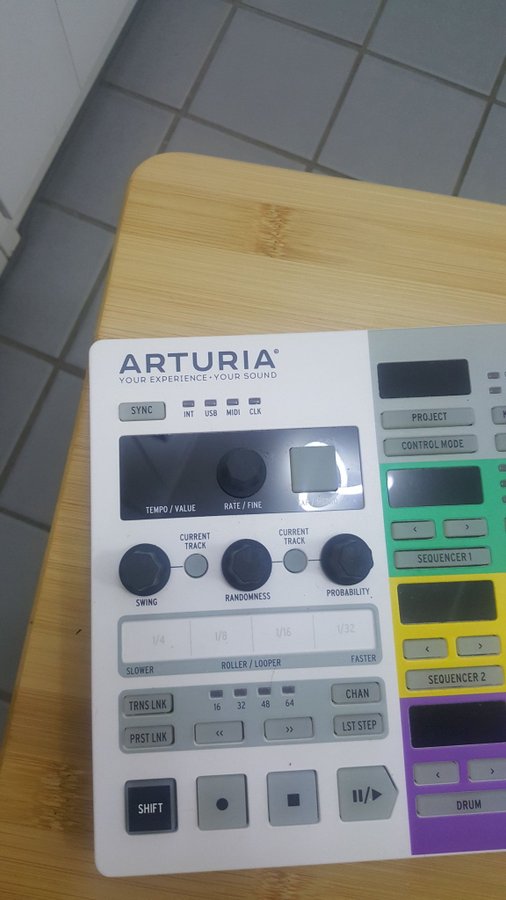 ARTURIA®
YOUR EXPERIENCE • YOUR SOUND
SYNC
INT USB MIDI CLK
TEMPO / VALUE
RATE / FINE
CURRENT
TRACK
CURRENT
TRACK
SWING
RANDOMNESS
PROBABILITY
1/4 1/8 1/16 1/32
SLOWER
ROLLER / LOOPER
FASTER
TRNS LNK
16 32 48 64
CHAN
PRST LNK
<<
>>
LST STEP
SHIFT
PROJECT
CONTROL MODE
< >
SEQUENCER 1
< >
SEQUENCER 2
< >
DRUM